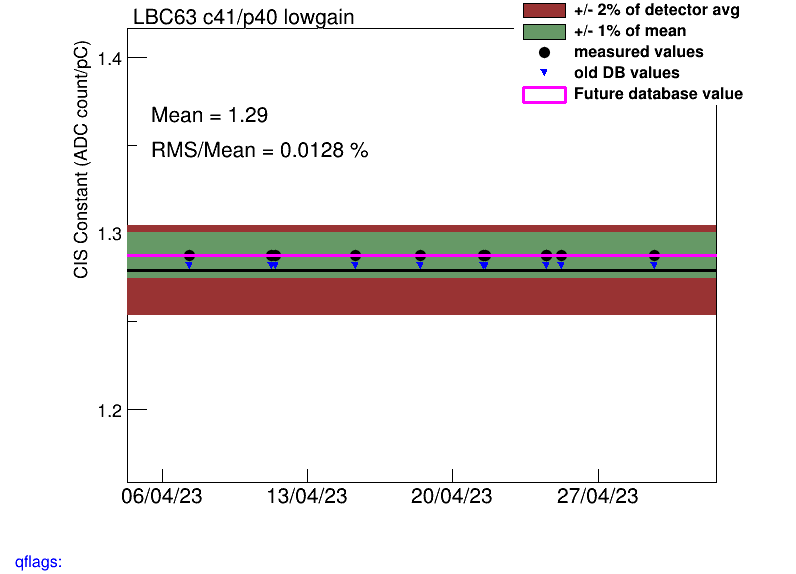 LBC63 c41/p40 lowgain
+/- 2% of detector avg
+/- 1% of mean
measured values
old DB values
Future database value
CIS Constant (ADC count/pC)
Mean = 1.29
RMS/Mean = 0.0128 %
1.4
1.3
1.2
06/04/23 13/04/23 20/04/23 27/04/23
qflags: